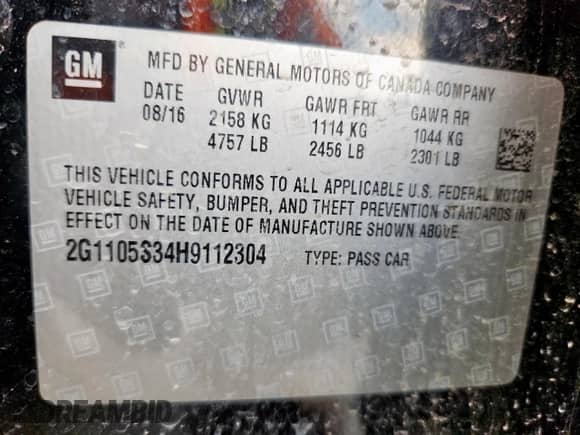 GM
MFD BY GENERAL MOTORS OF CANADA COMPANY
DATE GVWR GAWR FRT GAWR RR
08/16 2158 KG 1114 KG 1044 KG
4757 LB 2456 LB 2301 LB
THIS VEHICLE CONFORMS TO ALL APPLICABLE U.S. FEDERAL MOTOR
VEHICLE SAFETY, BUMPER, AND THEFT PREVENTION STANDARDS IN
EFFECT ON THE DATE OF MANUFACTURE SHOWN ABOVE.
2G1105S34H9112304 TYPE: PASS CAR
DREAMBID